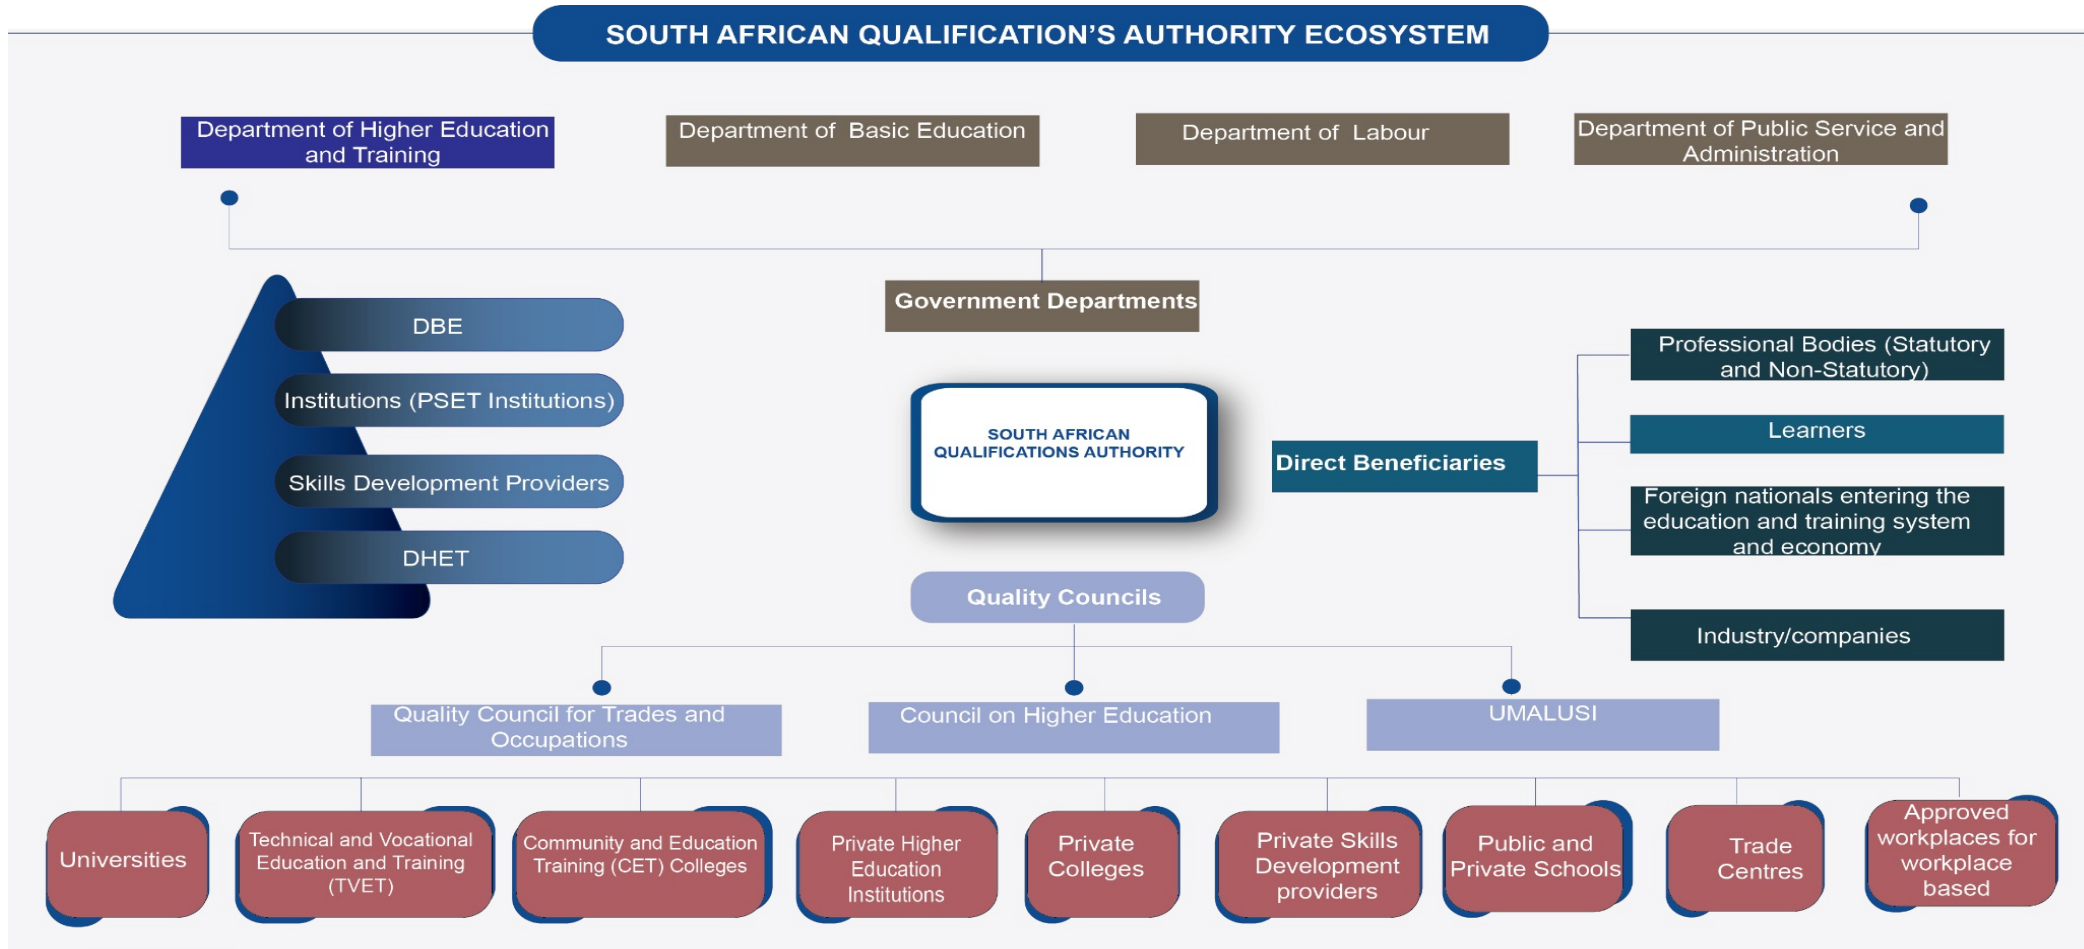 SOUTH AFRICAN QUALIFICATION'S AUTHORITY ECOSYSTEM
Department of Higher Education
and Training
Department of Basic Education
Department of Labour
Department of Public Service and
Administration
Government Departments
DBE
Institutions (PSET Institutions)
Skills Development Providers
DHET
SOUTH AFRICAN
QUALIFICATIONS AUTHORITY
Direct Beneficiaries
Professional Bodies (Statutory
and Non-Statutory)
Learners
Foreign nationals entering the
education and training system
and economy
Industry/companies
Quality Councils
Quality Council for Trades and
Occupations
Council on Higher Education
UMALUSI
Universities
Technical and Vocational
Education and Training
(TVET)
Community and Education
Training (CET) Colleges
Private Higher
Education
Institutions
Private
Colleges
Private Skills
Development
providers
Public and
Private Schools
Trade
Centres
Approved
workplaces for
workplace
based